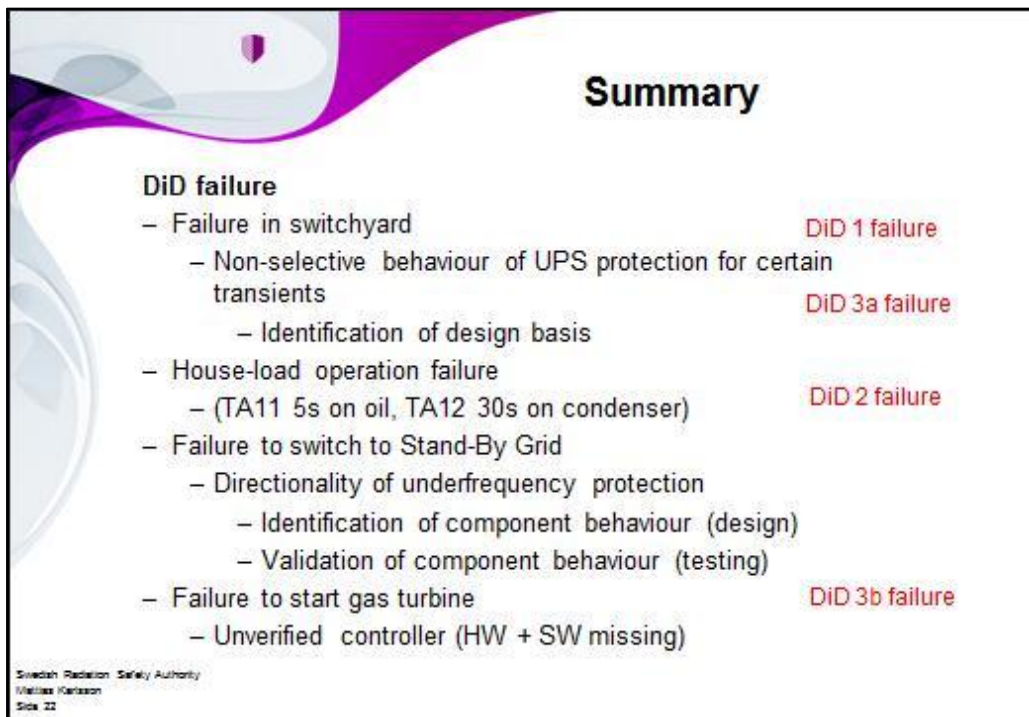 Summary
DiD failure
– Failure in switchyard
DiD 1 failure
– Non-selective behaviour of UPS protection for certain
transients
DiD 3a failure
– Identification of design basis
– House-load operation failure
DiD 2 failure
– (TA11 5s on oil, TA12 30s on condenser)
– Failure to switch to Stand-By Grid
– Directionality of underfrequency protection
– Identification of component behaviour (design)
– Validation of component behaviour (testing)
– Failure to start gas turbine
DiD 3b failure
– Unverified controller (HW + SW missing)
Swedish Radiation Safety Authority
Mattias Karlsson
Side 22